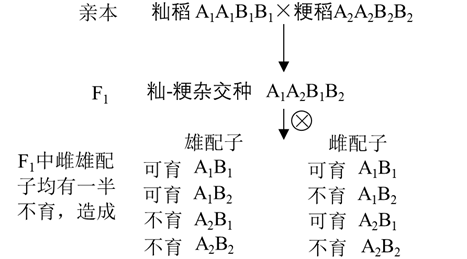 亲本 籼稻 A₁A₁B₁B₁×粳稻A₂A₂B₂B₂
F₁ 籼-粳杂交种 A₁A₂B₁B₂
⊗
雄配子 雌配子
F₁中雌雄配
子均有一半
不育，造成
可育 A₁B₁ 可育 A₁B₁
可育 A₁B₂ 不育 A₁B₂
不育 A₂B₁ 可育 A₂B₁
不育 A₂B₂ 不育 A₂B₂